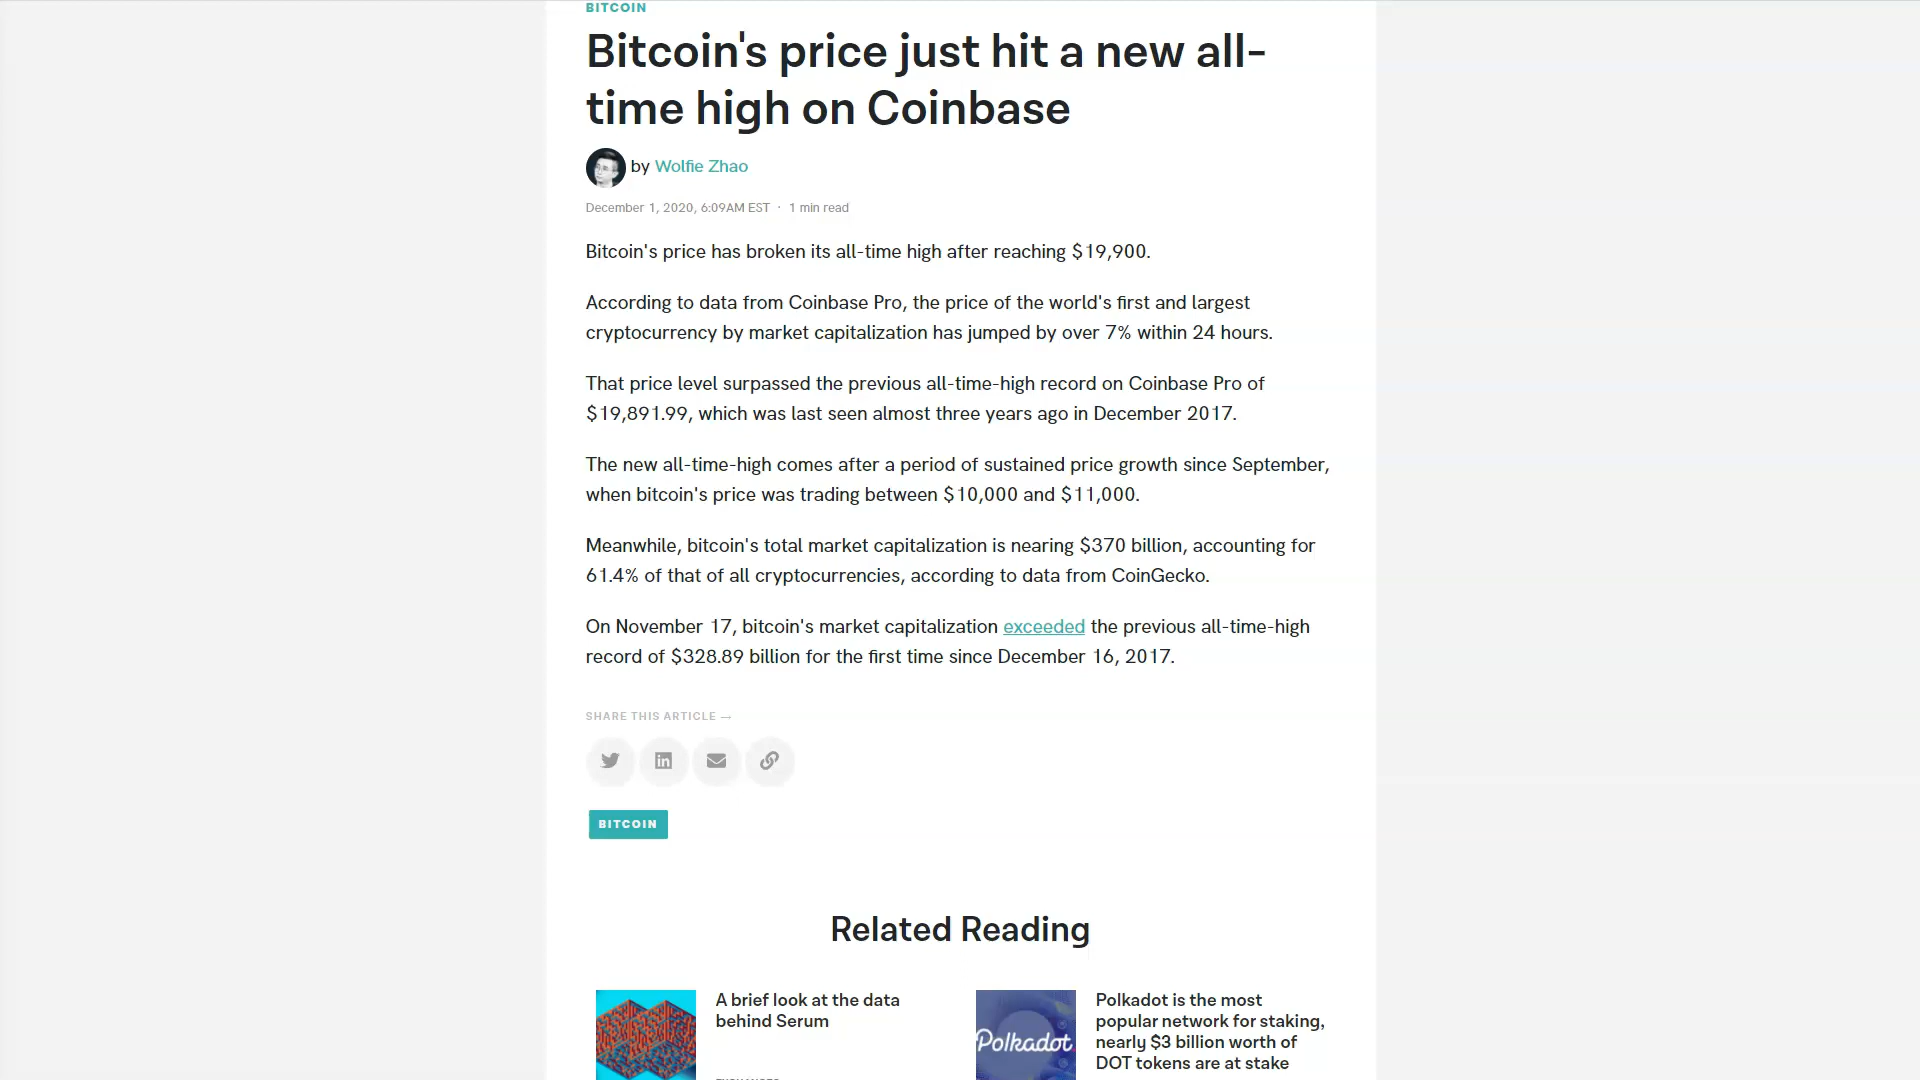 BITCOIN
Bitcoin's price just hit a new all-
time high on Coinbase
by Wolfie Zhao
December 1, 2020, 6:09AM EST · 1 min read
Bitcoin's price has broken its all-time high after reaching $19,900.
According to data from Coinbase Pro, the price of the world's first and largest
cryptocurrency by market capitalization has jumped by over 7% within 24 hours.
That price level surpassed the previous all-time-high record on Coinbase Pro of
$19,891.99, which was last seen almost three years ago in December 2017.
The new all-time-high comes after a period of sustained price growth since September,
when bitcoin's price was trading between $10,000 and $11,000.
Meanwhile, bitcoin's total market capitalization is nearing $370 billion, accounting for
61.4% of that of all cryptocurrencies, according to data from CoinGecko.
On November 17, bitcoin's market capitalization exceeded the previous all-time-high
record of $328.89 billion for the first time since December 16, 2017.
SHARE THIS ARTICLE —
BITCOIN
Related Reading
A brief look at the data
behind Serum
Polkadot
Polkadot is the most
popular network for staking,
nearly $3 billion worth of
DOT tokens are at stake